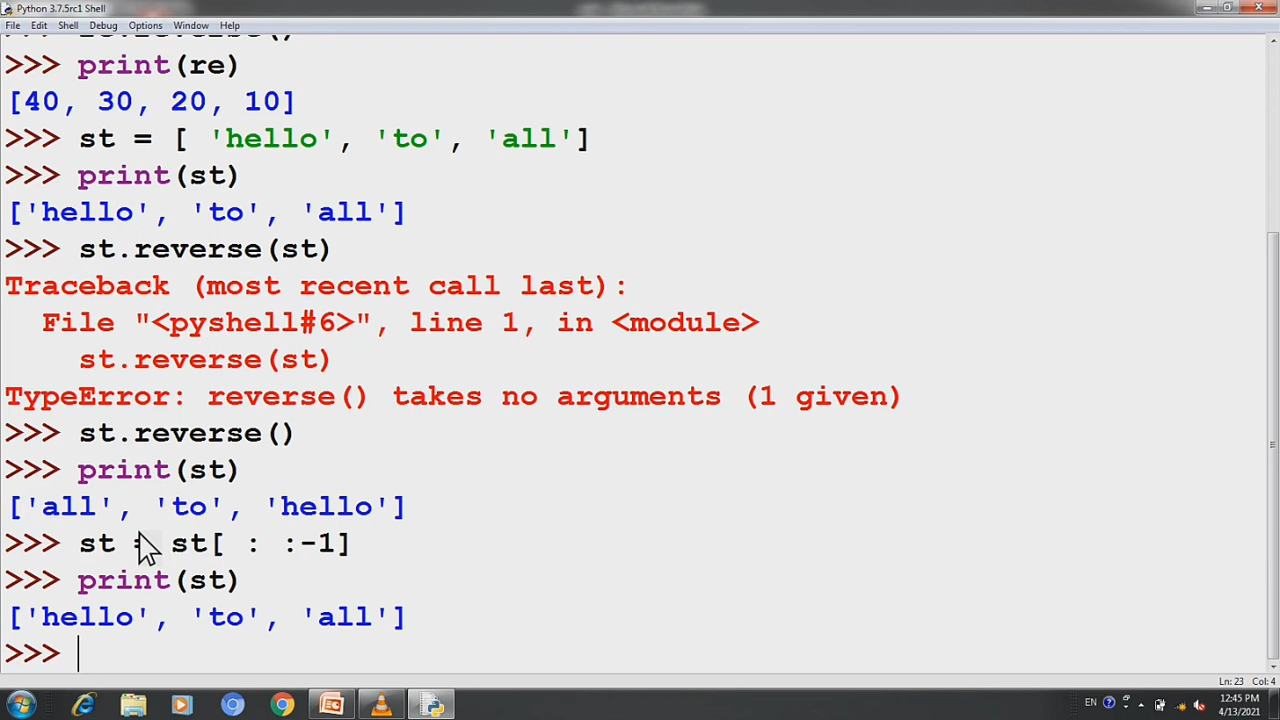 Python 3.7.5rc1 Shell
File Edit Shell Debug Options Window Help
>>> print(re)
[40, 30, 20, 10]
>>> st = [ 'hello', 'to', 'all']
>>> print(st)
['hello', 'to', 'all']
>>> st.reverse(st)
Traceback (most recent call last):
File "<pyshell#6>", line 1, in <module>
st.reverse(st)
TypeError: reverse() takes no arguments (1 given)
>>> st.reverse()
>>> print(st)
['all', 'to', 'hello']
>>> st = st[ : :-1]
>>> print(st)
['hello', 'to', 'all']
>>>
Ln: 23 Col: 4
EN 12:45 PM
4/13/2021